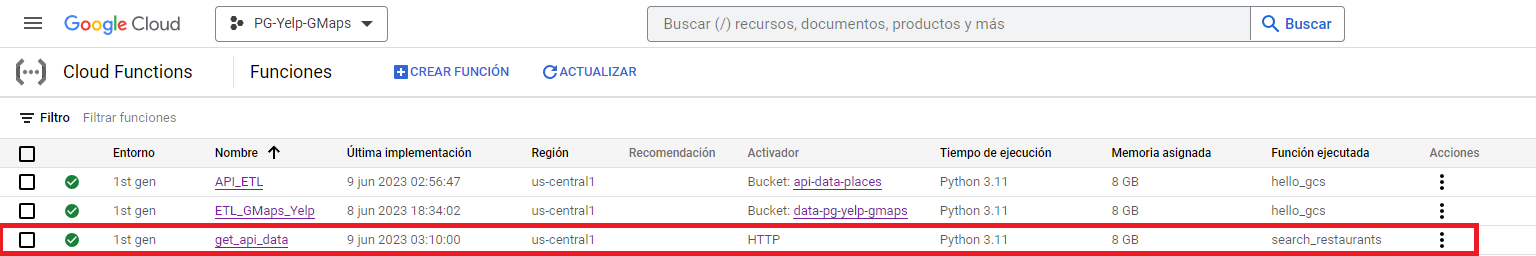 Google Cloud PG-Yelp-GMaps Buscar (/) recursos, documentos, productos y más Buscar
Cloud Functions Funciones CREAR FUNCIÓN ACTUALIZAR
Filtro Filtrar funciones
Entorno Nombre Última implementación Región Recomendación Activador Tiempo de ejecución Memoria asignada Función ejecutada Acciones
1st gen API_ETL 9 jun 2023 02:56:47 us-central1 Bucket: api-data-places Python 3.11 8 GB hello_gcs
1st gen ETL_GMaps_Yelp 8 jun 2023 18:34:02 us-central1 Bucket: data-pg-yelp-gmaps Python 3.11 8 GB hello_gcs
1st gen get_api_data 9 jun 2023 03:10:00 us-central1 HTTP Python 3.11 8 GB search_restaurants